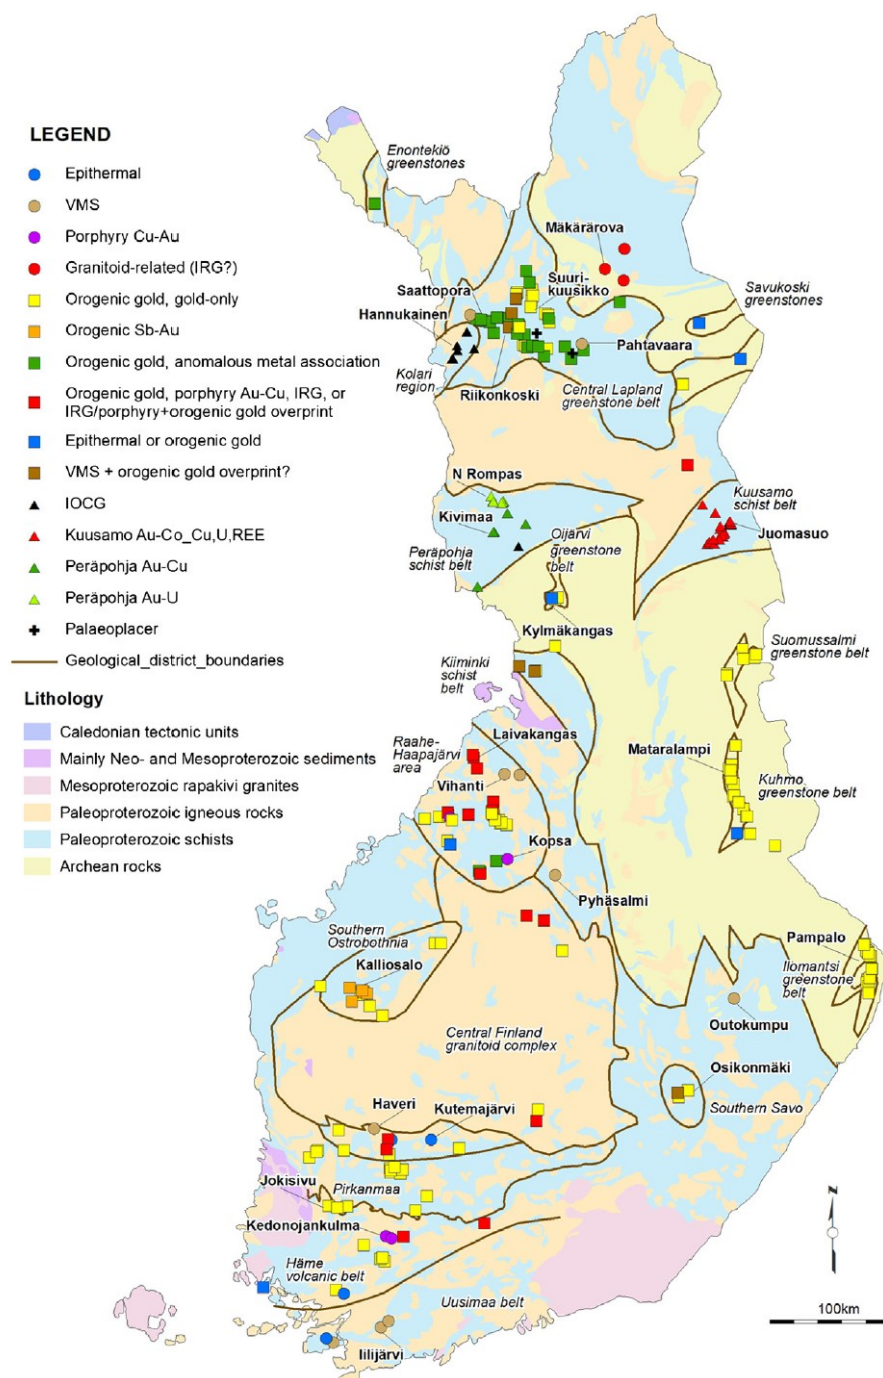 LEGEND
Epithermal
VMS
Porphyry Cu-Au
Granitoid-related (IRG?)
Orogenic gold, gold-only
Orogenic Sb-Au
Orogenic gold, anomalous metal association
Orogenic gold, porphyry Au-Cu, IRG, or
IRG/porphyry+orogenic gold overprint
Epithermal or orogenic gold
VMS + orogenic gold overprint?
IOCG
Kuusamo Au-Co_Cu,U,REE
Peräpohja Au-Cu
Peräpohja Au-U
Palaeoplacer
Geological_district_boundaries
Lithology
Caledonian tectonic units
Mainly Neo- and Mesoproterozoic sediments
Mesoproterozoic rapakivi granites
Paleoproterozoic igneous rocks
Paleoproterozoic schists
Archean rocks
Enontekiö
greenstones
Mäkärärova
Suuri-
kuusikko
Saattopora
Hannukainen
Savukoski
greenstones
Pahtavaara
Kolari
region
Riikonkoski
Central Lapland
greenstone belt
N Rompas
Kivimaa
Kuusamo
schist belt
Juomasuo
Peräpohja
schist belt
Oijärvi
greenstone
belt
Kylmäkangas
Suomussalmi
greenstone belt
Kiiminki
schist
belt
Laivakangas
Raahe-
Haapajärvi
area
Vihanti
Mataralampi
Kuhmo
greenstone belt
Kopsa
Pyhäsalmi
Southern
Ostrobothnia
Kalliosalo
Pampalo
Ilomantsi
greenstone
belt
Outokumpu
Central Finland
granitoid complex
Osikonmäki
Southern Savo
Haveri
Kutemajärvi
Jokisivu
Pirkanmaa
Kedonojankulma
Häme
volcanic belt
Uusimaa belt
Iilijärvi
N
100km